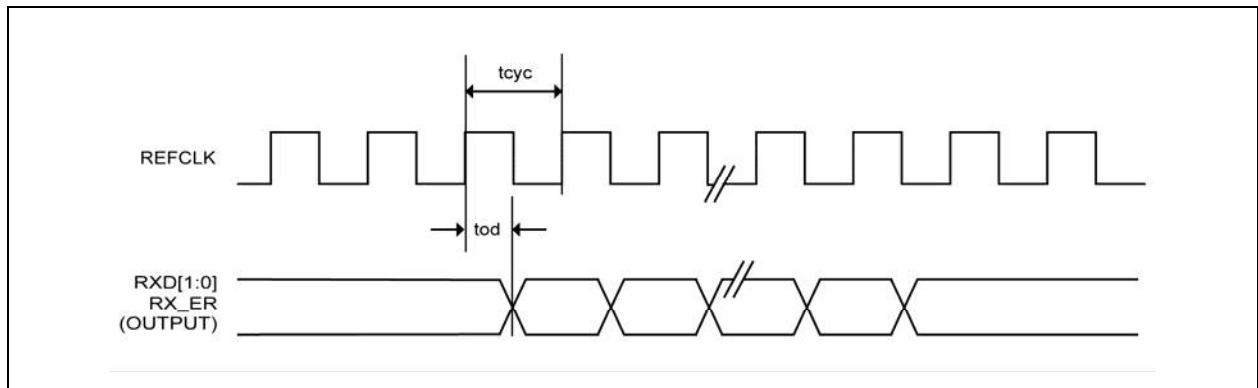 tcyc
REFCLK
tod
RXD[1:0]
RX_ER
(OUTPUT)